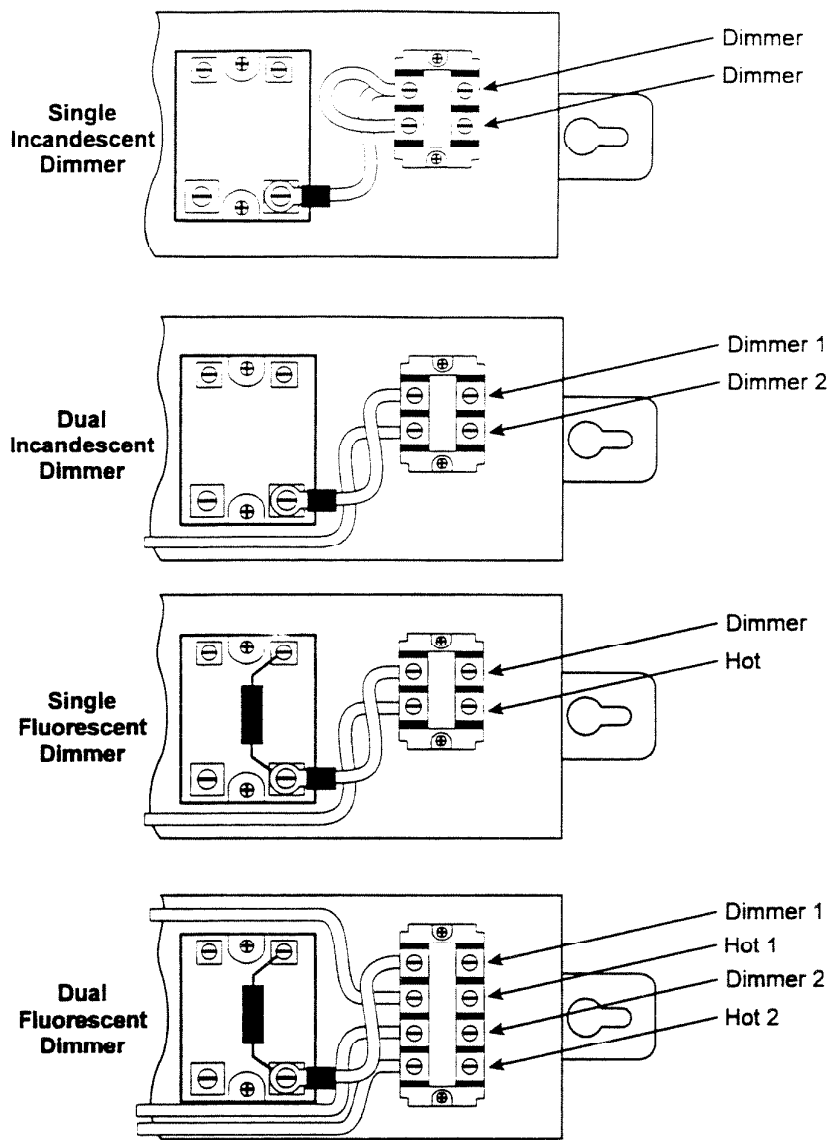 Single
Incandescent
Dimmer
Dimmer
Dimmer
Dual
Incandescent
Dimmer
Dimmer 1
Dimmer 2
Single
Fluorescent
Dimmer
Dimmer
Hot
Dual
Fluorescent
Dimmer
Dimmer 1
Hot 1
Dimmer 2
Hot 2